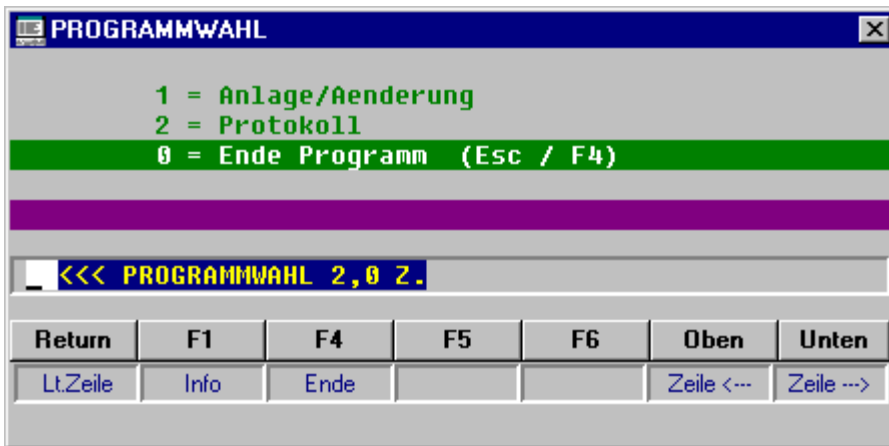 PROGRAMMWAHL
1 = Anlage/Aenderung
2 = Protokoll
0 = Ende Programm (Esc / F4)
_ <<< PROGRAMMWAHL 2,0 Z.
Return F1 F4 F5 F6 Oben Unten
Lt.Zeile Info Ende Zeile <--- Zeile --->